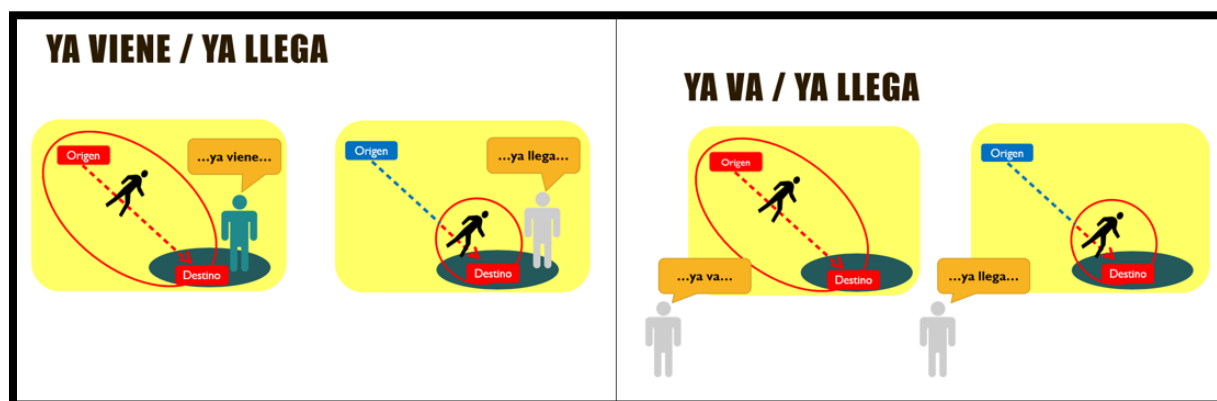 YA VIENE / YA LLEGA
Origen
...ya viene...
Destino
Origen
...ya llega...
Destino
YA VA / YA LLEGA
Origen
...ya va...
Destino
Origen
...ya llega...
Destino